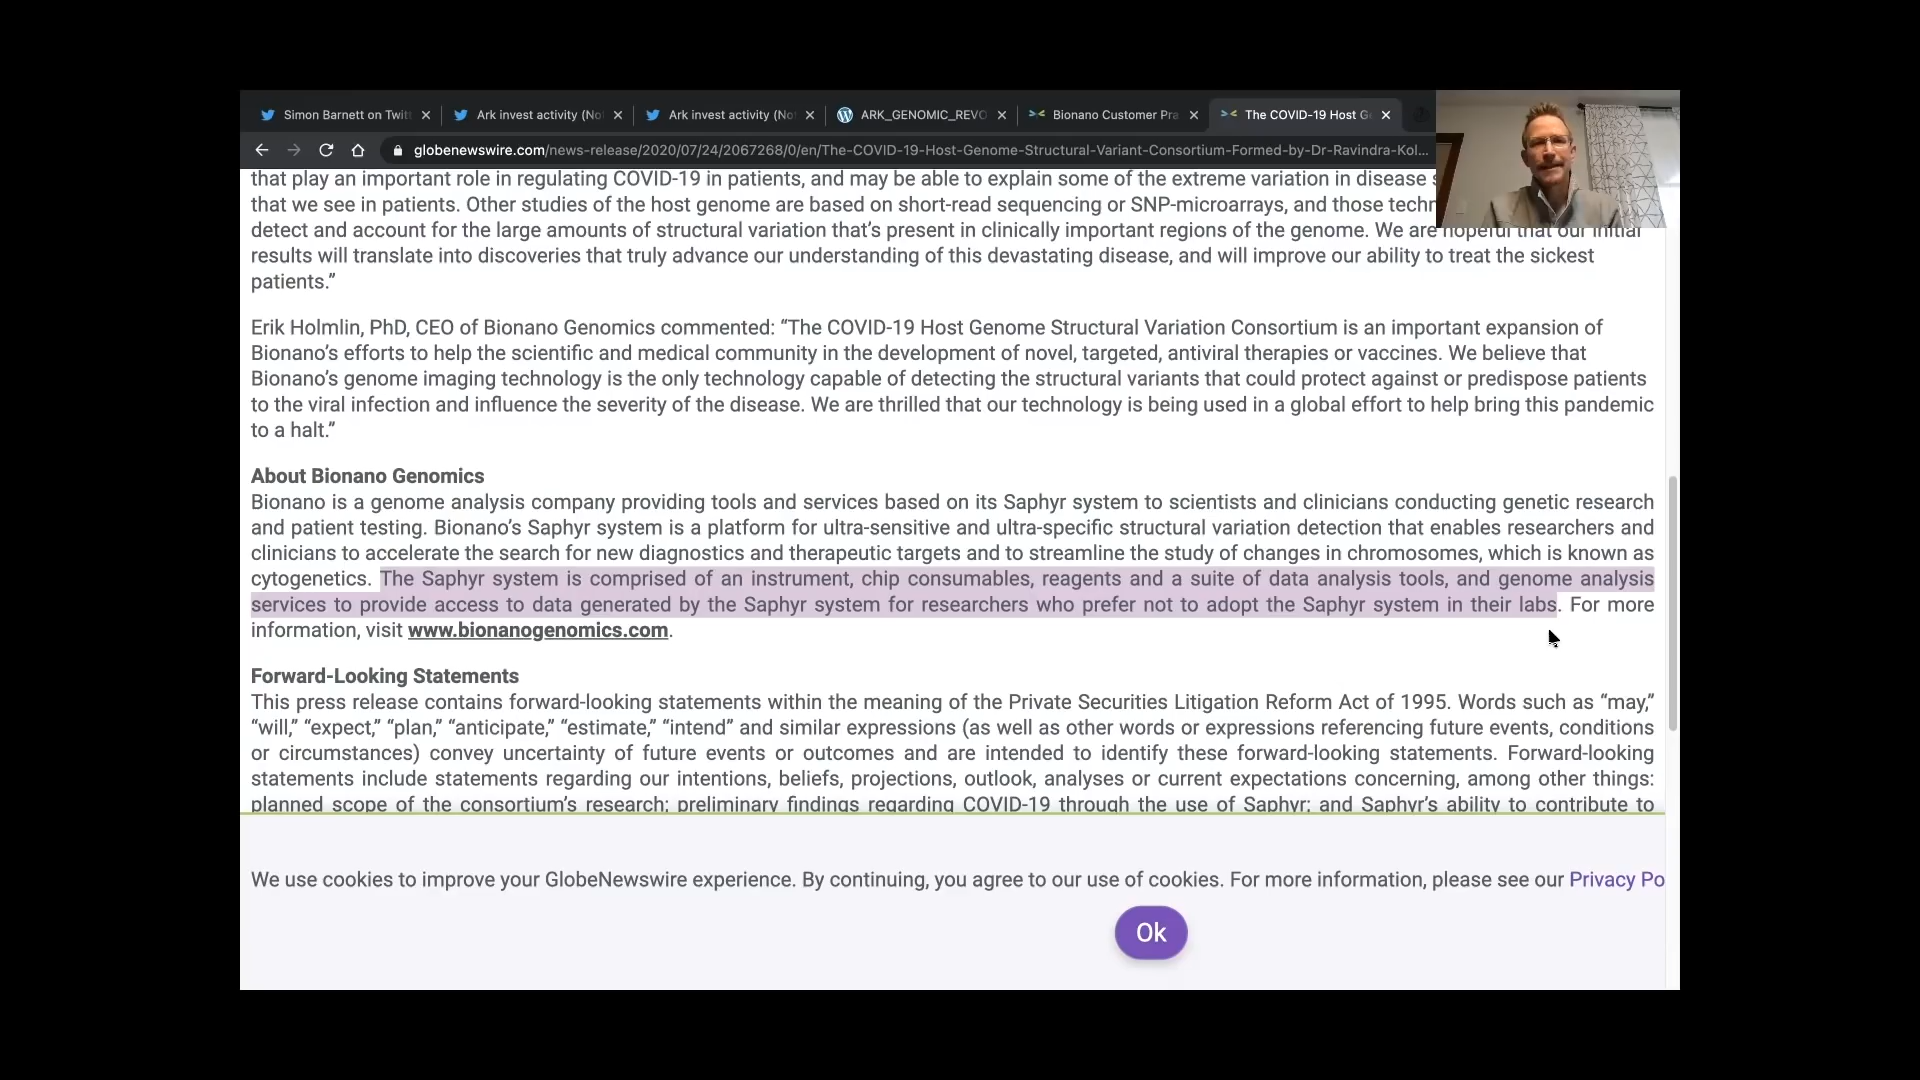 Simon Barnett on Twitt
Ark invest activity (Not
Ark invest activity (Not
ARK_GENOMIC_REVO
Bionano Customer Pra
The COVID-19 Host G
globenewswire.com/news-release/2020/07/24/2067268/0/en/The-COVID-19-Host-Genome-Structural-Variant-Consortium-Formed-by-Dr-Ravindra-Kol...
that play an important role in regulating COVID-19 in patients, and may be able to explain some of the extreme variation in disease
that we see in patients. Other studies of the host genome are based on short-read sequencing or SNP-microarrays, and those
detect and account for the large amounts of structural variation that’s present in clinically important regions of the genome. We are hopeful that our initial
results will translate into discoveries that truly advance our understanding of this devastating disease, and will improve our ability to treat the sickest
patients.”
Erik Holmlin, PhD, CEO of Bionano Genomics commented: “The COVID-19 Host Genome Structural Variation Consortium is an important expansion of
Bionano’s efforts to help the scientific and medical community in the development of novel, targeted, antiviral therapies or vaccines. We believe that
Bionano’s genome imaging technology is the only technology capable of detecting the structural variants that could protect against or predispose patients
to the viral infection and influence the severity of the disease. We are thrilled that our technology is being used in a global effort to help bring this pandemic
to a halt.”
About Bionano Genomics
Bionano is a genome analysis company providing tools and services based on its Saphyr system to scientists and clinicians conducting genetic research
and patient testing. Bionano’s Saphyr system is a platform for ultra-sensitive and ultra-specific structural variation detection that enables researchers and
clinicians to accelerate the search for new diagnostics and therapeutic targets and to streamline the study of changes in chromosomes, which is known as
cytogenetics. The Saphyr system is comprised of an instrument, chip consumables, reagents and a suite of data analysis tools, and genome analysis
services to provide access to data generated by the Saphyr system for researchers who prefer not to adopt the Saphyr system in their labs. For more
information, visit www.bionanogenomics.com.
Forward-Looking Statements
This press release contains forward-looking statements within the meaning of the Private Securities Litigation Reform Act of 1995. Words such as “may,”
“will,” “expect,” “plan,” “anticipate,” “estimate,” “intend” and similar expressions (as well as other words or expressions referencing future events, conditions
or circumstances) convey uncertainty of future events or outcomes and are intended to identify these forward-looking statements. Forward-looking
statements include statements regarding our intentions, beliefs, projections, outlook, analyses or current expectations concerning, among other things:
planned scope of the consortium’s research; preliminary findings regarding COVID-19 through the use of Saphyr; and Saphyr’s ability to contribute to
We use cookies to improve your GlobeNewswire experience. By continuing, you agree to our use of cookies. For more information, please see our Privacy Po
Ok